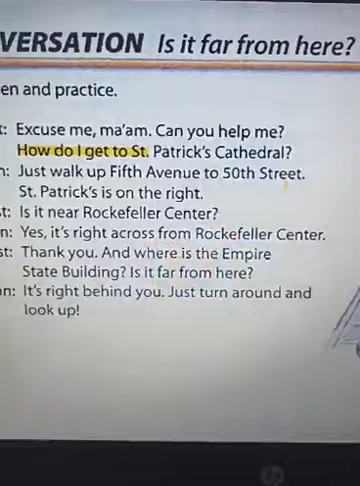 VERSATION Is it far from here?
en and practice.
t: Excuse me, ma'am. Can you help me?
How do I get to St. Patrick's Cathedral?
n: Just walk up Fifth Avenue to 50th Street.
St. Patrick's is on the right.
t: Is it near Rockefeller Center?
n: Yes, it's right across from Rockefeller Center.
st: Thank you. And where is the Empire
State Building? Is it far from here?
an: It's right behind you. Just turn around and
look up!
hp